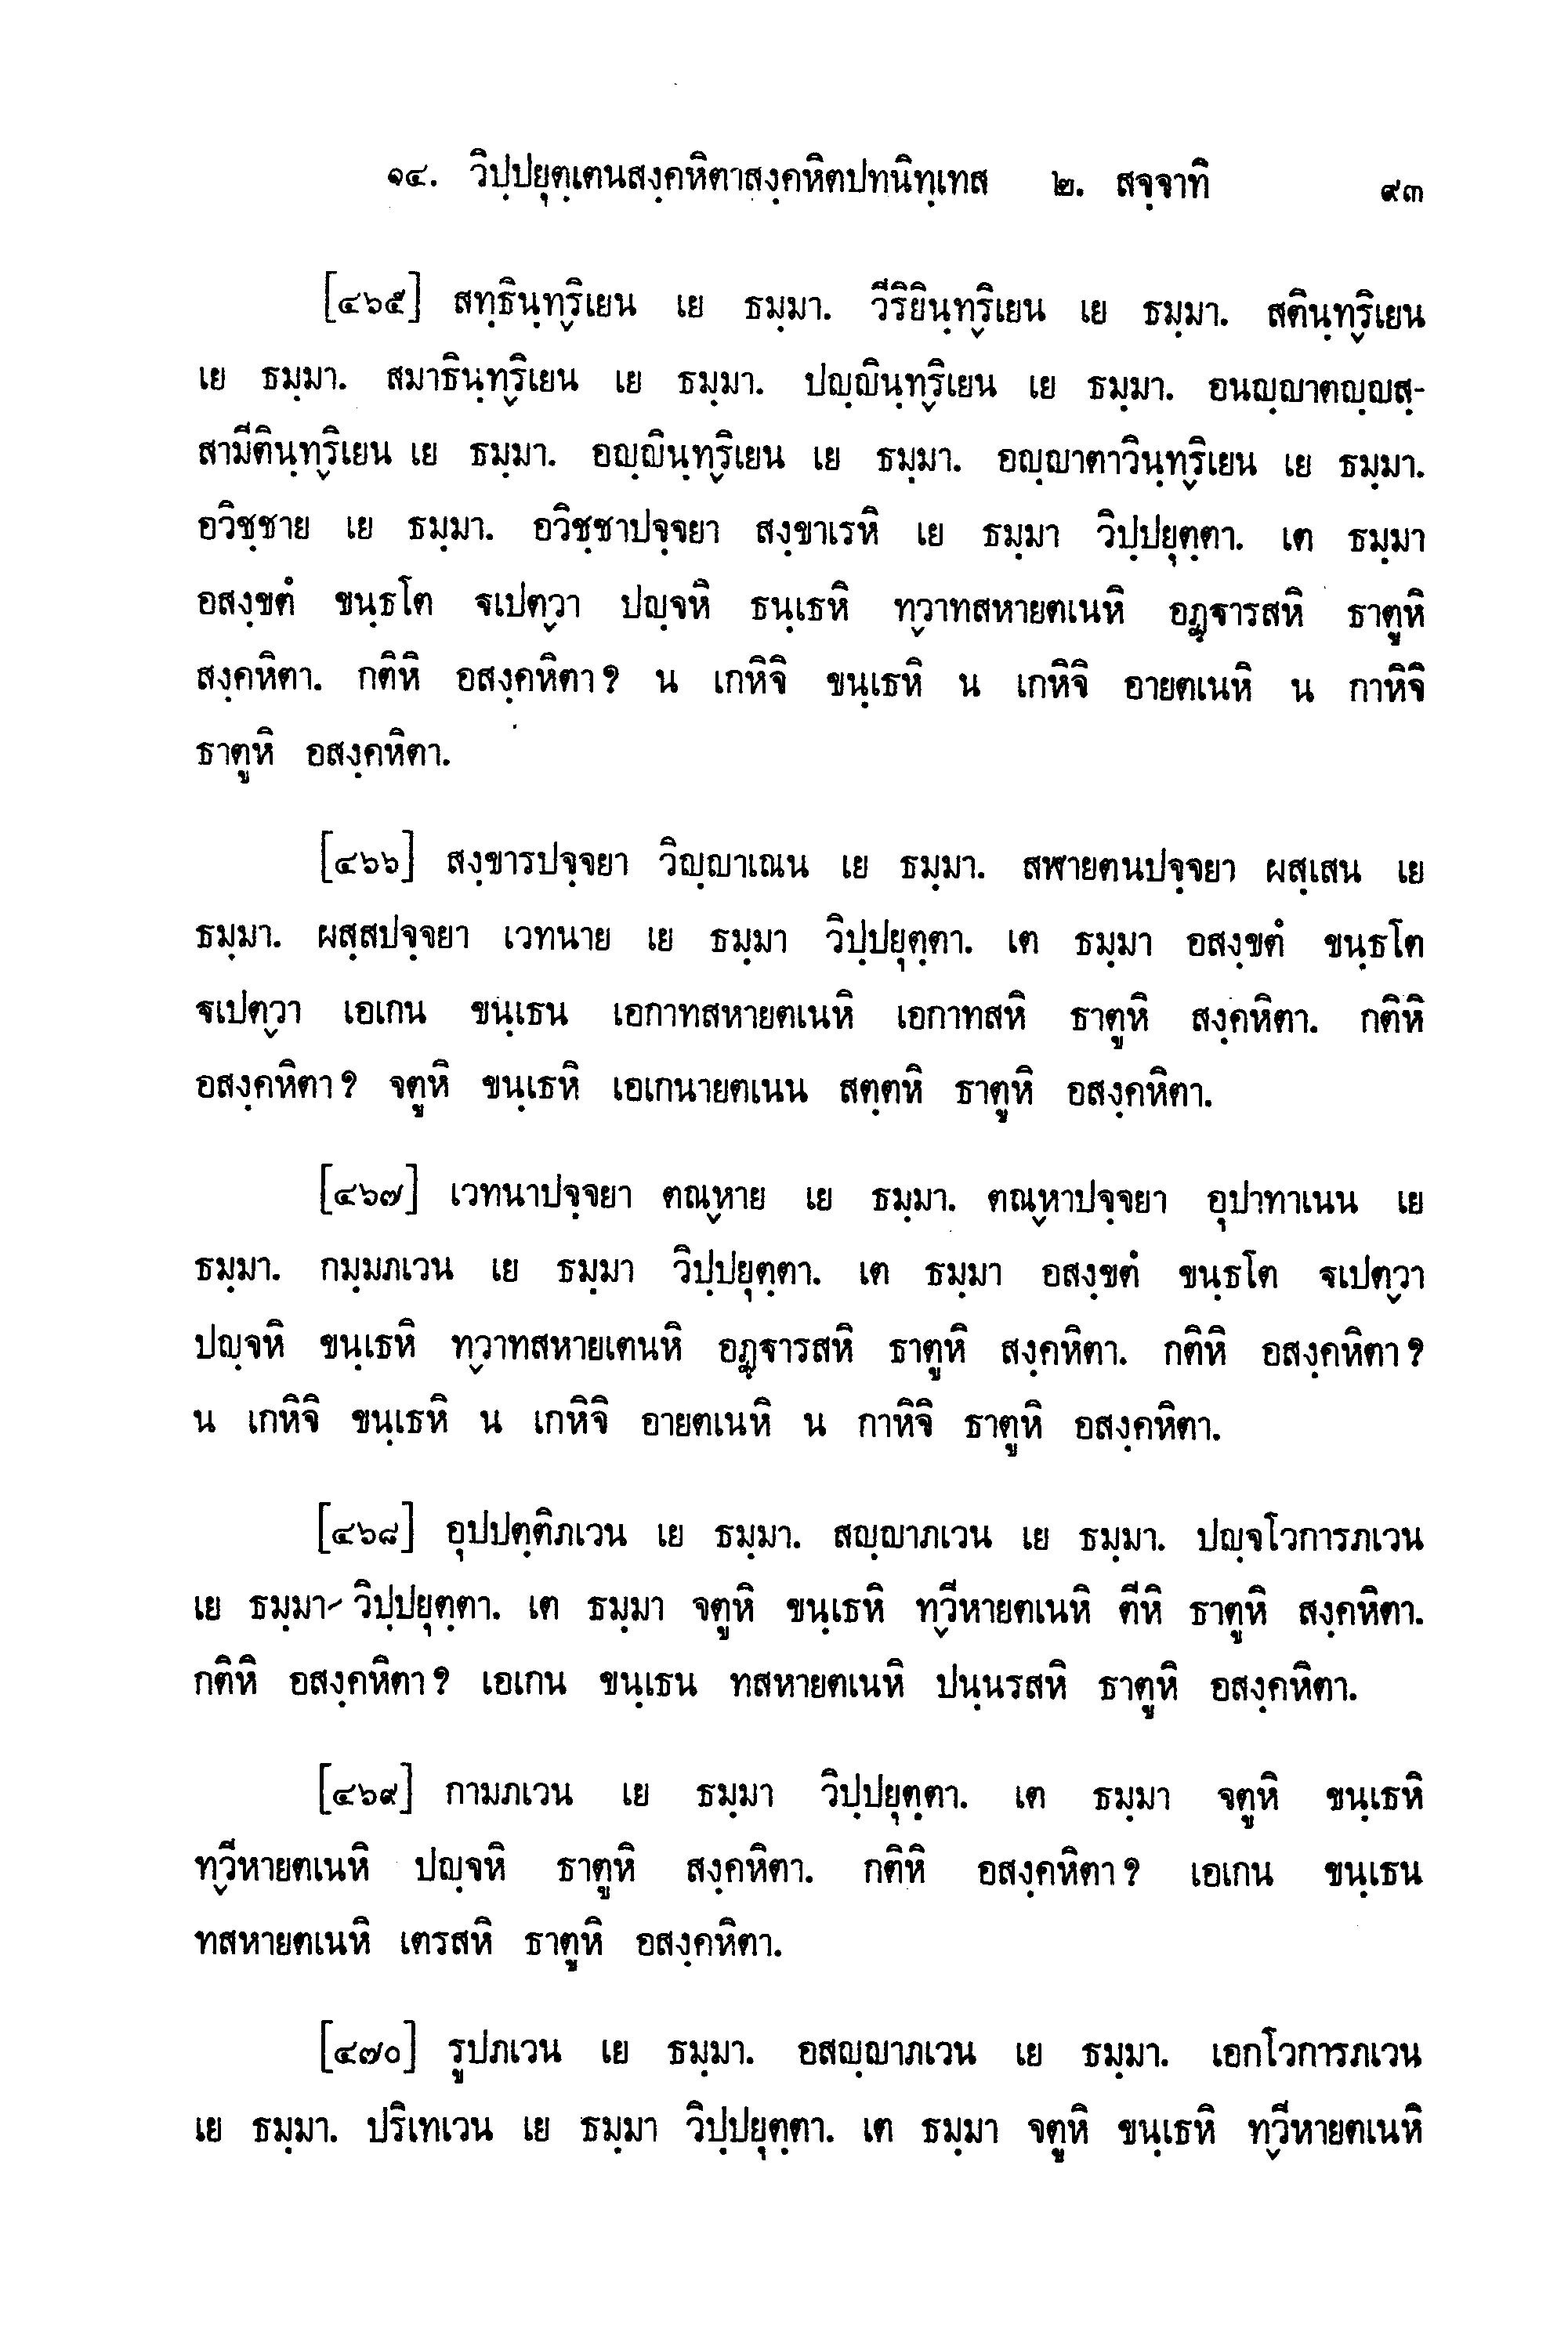 ๑๔. วิปฺปยุตฺเตนสงฺคหิตาสงฺคหิตปทนิทฺเทส ๒. สจฺจาทิ ๙๓
[๔๖๕] สทฺธินฺทฺริเยน เย ธมฺมา. วีริยินฺทฺริเยน เย ธมฺมา. สตินฺทฺริเยน
เย ธมฺมา. สมาธินฺทฺริเยน เย ธมฺมา. ปญฺญินฺทฺริเยน เย ธมฺมา. อนญฺญาตญฺญสฺ-
สามีตินฺทฺริเยน เย ธมฺมา. อญฺญินฺทฺริเยน เย ธมฺมา. อญฺญาตาวินฺทฺริเยน เย ธมฺมา.
อวิชฺชาย เย ธมฺมา. อวิชฺชาปจฺจยา สงฺขาเรหิ เย ธมฺมา วิปฺปยุตฺตา. เต ธมฺมา
อสงฺขตํ ขนฺธโต ฐเปตฺวา ปญฺจหิ ธนฺเธหิ ทฺวาทสหายตเนหิ อฏฺฐารสหิ ธาตูหิ
สงฺคหิตา. กติหิ อสงฺคหิตา? น เกหิจิ ขนฺเธหิ น เกหิจิ อายตเนหิ น กาหิจิ
ธาตูหิ อสงฺคหิตา.
[๔๖๖] สงฺขารปจฺจยา วิญฺญาเณน เย ธมฺมา. สฬายตนปจฺจยา ผสฺเสน เย
ธมฺมา. ผสฺสปจฺจยา เวทนาย เย ธมฺมา วิปฺปยุตฺตา. เต ธมฺมา อสงฺขตํ ขนฺธโต
ฐเปตฺวา เอเกน ขนฺเธน เอกาทสหายตเนหิ เอกาทสหิ ธาตูหิ สงฺคหิตา. กติหิ
อสงฺคหิตา? จตูหิ ขนฺเธหิ เอเกนายตเนน สตฺตหิ ธาตูหิ อสงฺคหิตา.
[๔๖๗] เวทนาปจฺจยา ตณฺหาย เย ธมฺมา. ตณฺหาปจฺจยา อุปาทาเนน เย
ธมฺมา. กมฺมภเวน เย ธมฺมา วิปฺปยุตฺตา. เต ธมฺมา อสงฺขตํ ขนฺธโต ฐเปตฺวา
ปญฺจหิ ขนฺเธหิ ทฺวาทสหายเตนหิ อฏฺฐารสหิ ธาตูหิ สงฺคหิตา. กติหิ อสงฺคหิตา?
น เกหิจิ ขนฺเธหิ น เกหิจิ อายตเนหิ น กาหิจิ ธาตูหิ อสงฺคหิตา.
[๔๖๘] อุปปตฺติภเวน เย ธมฺมา. สญฺญาภเวน เย ธมฺมา. ปญฺจโวการภเวน
เย ธมฺมา- วิปฺปยุตฺตา. เต ธมฺมา จตูหิ ขนฺเธหิ ทฺวีหายตเนหิ ตีหิ ธาตูหิ สงฺคหิตา.
กติหิ อสงฺคหิตา? เอเกน ขนฺเธน ทสหายตเนหิ ปนฺนรสหิ ธาตูหิ อสงฺคหิตา.
[๔๖๙] กามภเวน เย ธมฺมา วิปฺปยุตฺตา. เต ธมฺมา จตูหิ ขนฺเธหิ
ทฺวีหายตเนหิ ปญฺจหิ ธาตูหิ สงฺคหิตา. กติหิ อสงฺคหิตา? เอเกน ขนฺเธน
ทสหายตเนหิ เตรสหิ ธาตูหิ อสงฺคหิตา.
[๔๗๐] รูปภเวน เย ธมฺมา. อสญฺญาภเวน เย ธมฺมา. เอกโวการภเวน
เย ธมฺมา. ปริเทเวน เย ธมฺมา วิปฺปยุตฺตา. เต ธมฺมา จตูหิ ขนฺเธหิ ทฺวีหายตเนหิ